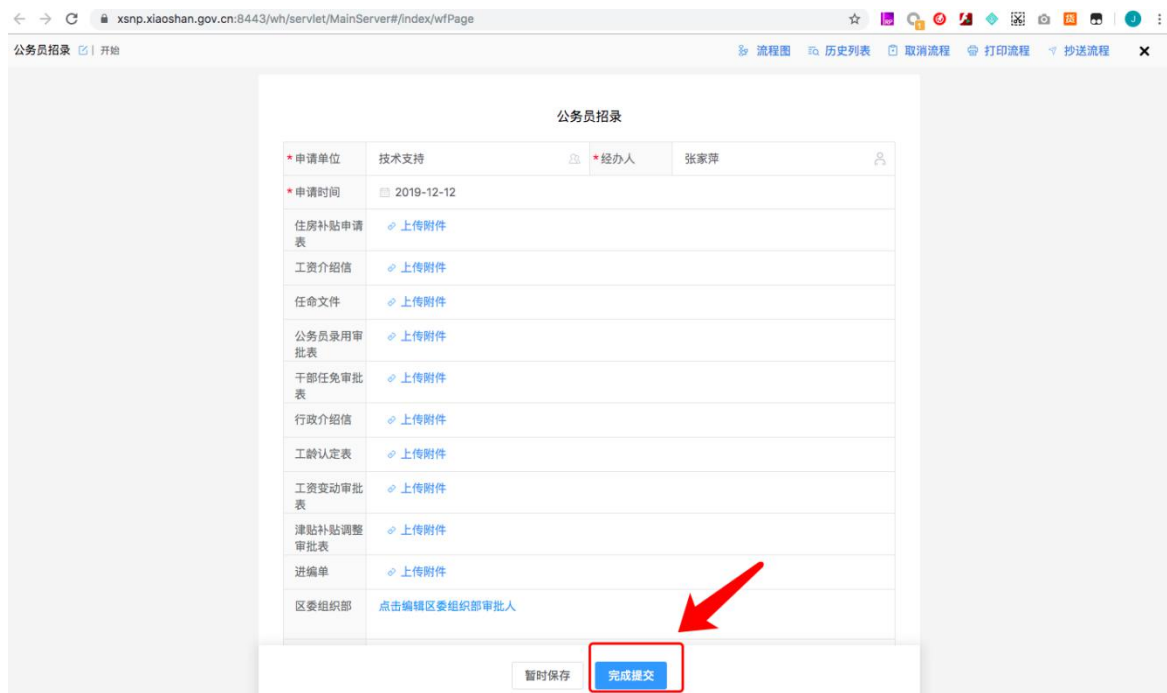 xsnp.xiaoshan.gov.cn:8443/wh/servlet/MainServer#/index/wfPage
公务员招录 | 开始 流程图 历史列表 取消流程 打印流程 抄送流程
公务员招录
*申请单位 技术支持 *经办人 张家萍
*申请时间 2019-12-12
住房补贴申请
表
上传附件
工资介绍信 上传附件
任命文件 上传附件
公务员录用审
批表
上传附件
干部任免审批
表
上传附件
行政介绍信 上传附件
工龄认定表 上传附件
工资变动审批
表
上传附件
津贴补贴调整
审批表
上传附件
进编单 上传附件
区委组织部 点击编辑区委组织部审批人
暂时保存 完成提交